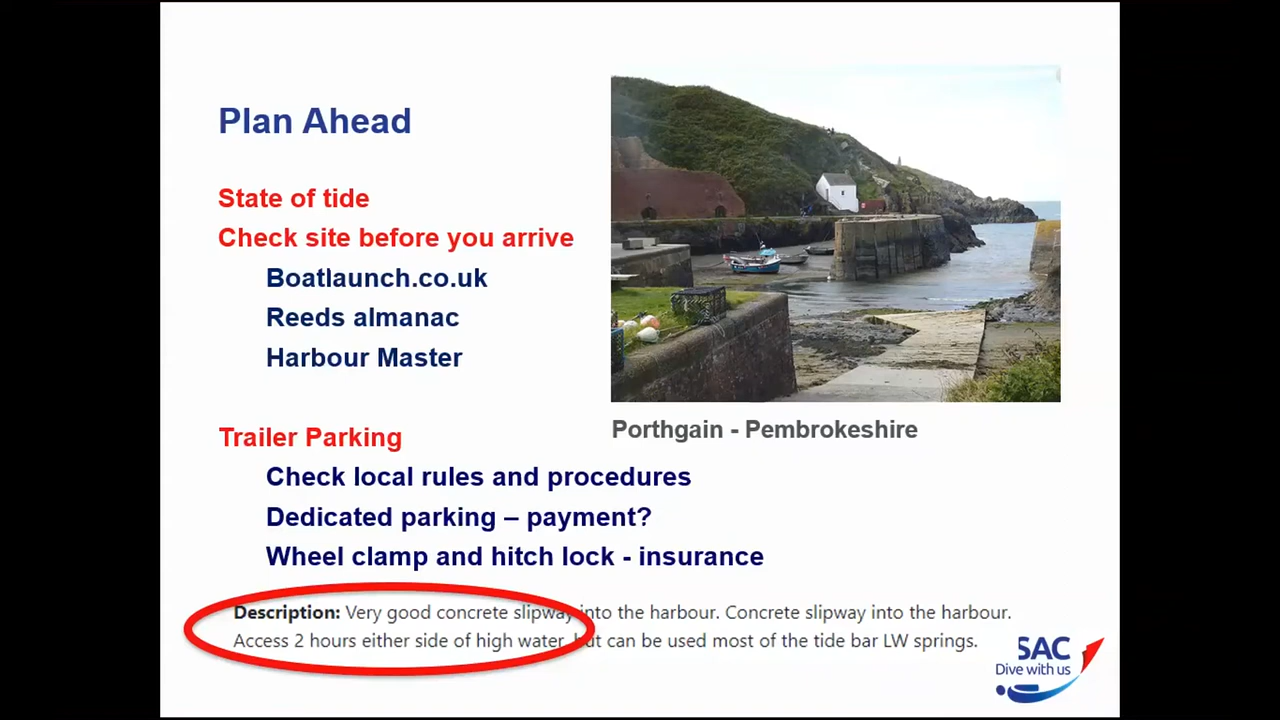 Plan Ahead
State of tide
Check site before you arrive
Boatlaunch.co.uk
Reeds almanac
Harbour Master
Trailer Parking
Check local rules and procedures
Dedicated parking – payment?
Wheel clamp and hitch lock - insurance
Porthgain - Pembrokeshire
Description: Very good concrete slipway into the harbour. Concrete slipway into the harbour.
Access 2 hours either side of high water, but can be used most of the tide bar LW springs.
SAC
Dive with us